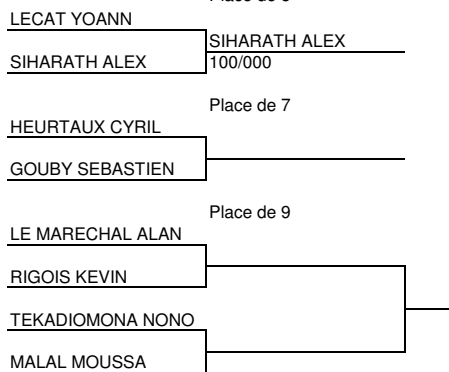 LECAT YOANN
SIHARATH ALEX
SIHARATH ALEX
100/000
Place de 7
HEURTAUX CYRIL
GOUBY SEBASTIEN
Place de 9
LE MARECHAL ALAN
RIGOIS KEVIN
TEKADIOMONA NONO
MALAL MOUSSA